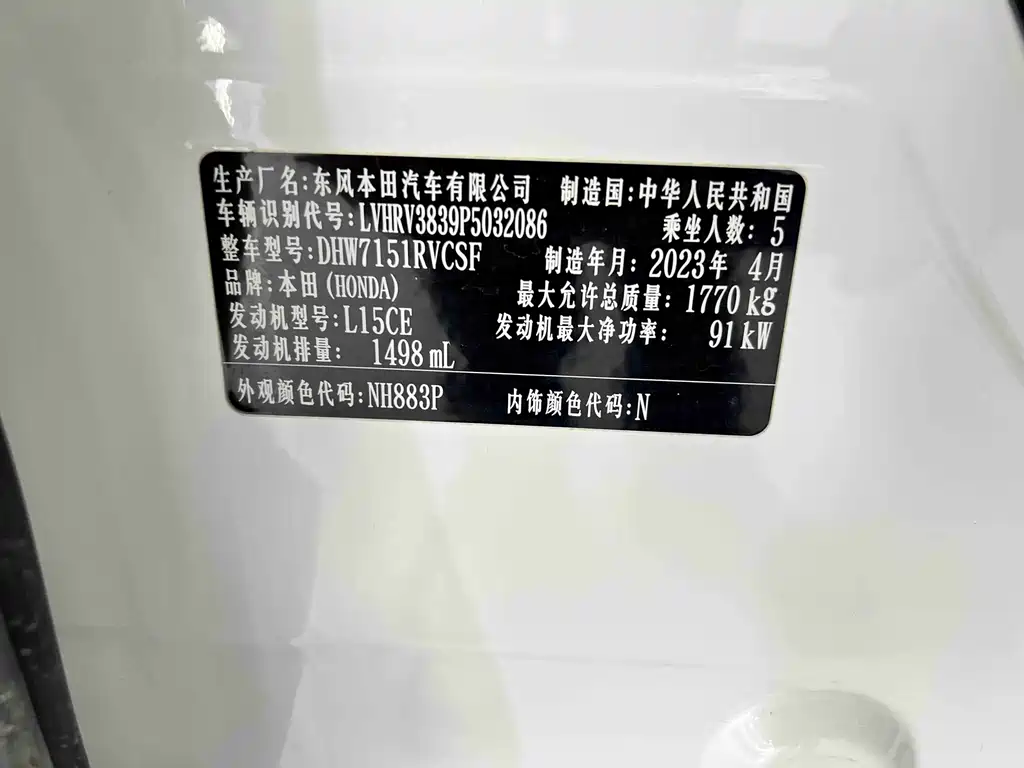 生产厂名:东风本田汽车有限公司 制造国:中华人民共和国
车辆识别代号:LVHRV3839P5032086 乘坐人数: 5
整车型号:DHW7151RVCSF 制造年月: 2023年 4月
品牌:本田(HONDA) 最大允许总质量: 1770 kg
发动机型号:L15CE 发动机最大净功率: 91 kW
发动机排量: 1498 mL
外观颜色代码:NH883P 内饰颜色代码:N